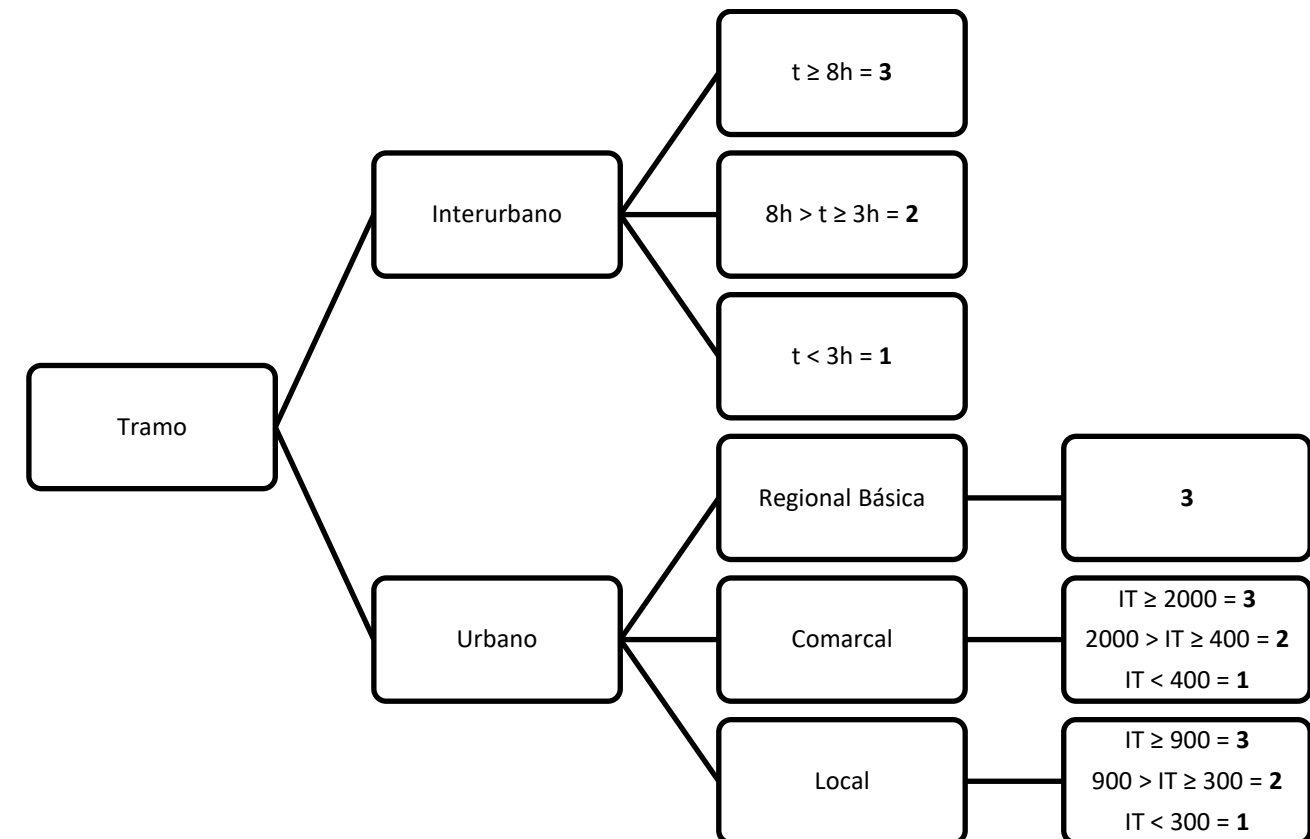 Tramo
Interurbano
t ≥ 8h = 3
8h > t ≥ 3h = 2
t < 3h = 1
Urbano
Regional Básica
3
Comarcal
IT ≥ 2000 = 3
2000 > IT ≥ 400 = 2
IT < 400 = 1
Local
IT ≥ 900 = 3
900 > IT ≥ 300 = 2
IT < 300 = 1